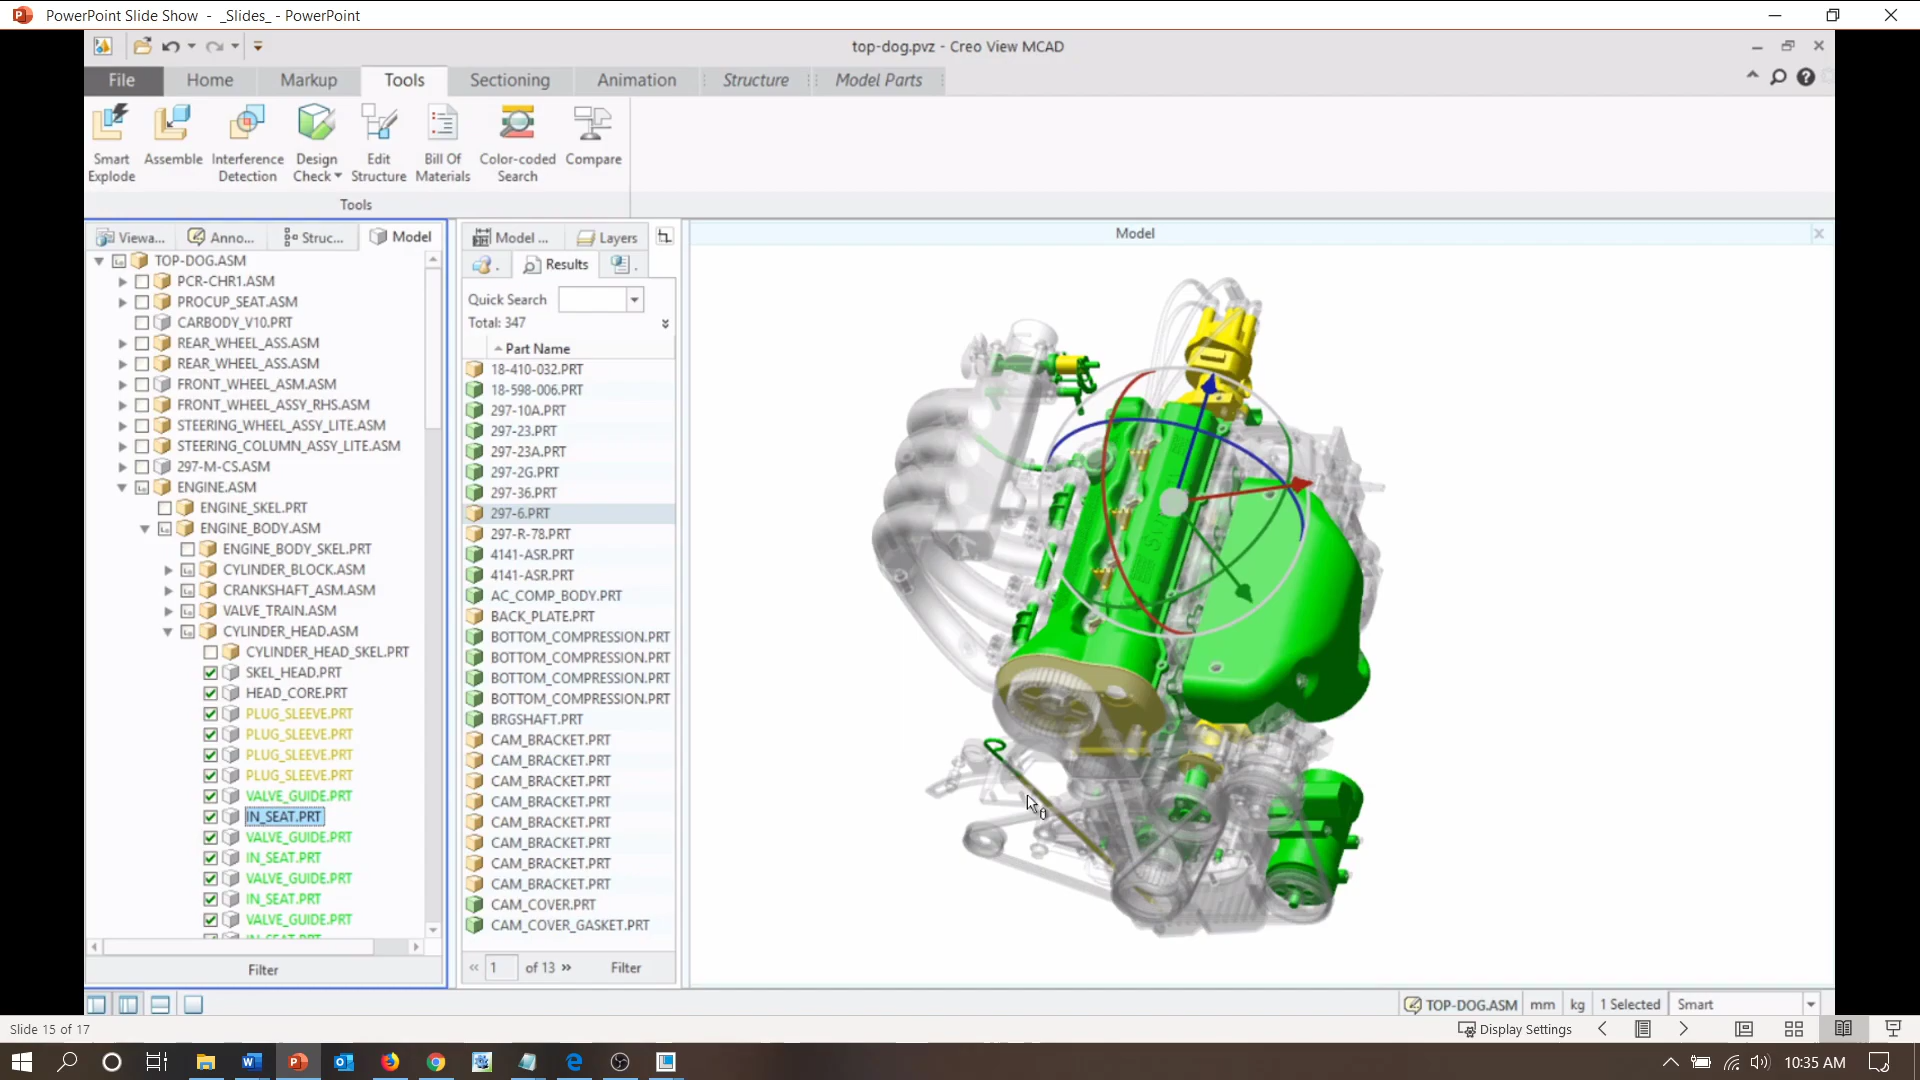 PowerPoint Slide Show - _Slides_ - PowerPoint
top-dog.pvz - Creo View MCAD
File Home Markup Tools Sectioning Animation Structure Model Parts
Smart Explode
Assemble
Interference Detection
Design Check
Edit Structure
Bill Of Materials
Color-coded Search
Compare
Tools
Viewa... Anno... Struc... Model
TOP-DOG.ASM
PCR-CHR1.ASM
PROCUP_SEAT.ASM
CARBODY_V10.PRT
REAR_WHEEL_ASS.ASM
REAR_WHEEL_ASS.ASM
FRONT_WHEEL_ASM.ASM
FRONT_WHEEL_ASSY_RHS.ASM
STEERING_WHEEL_ASSY_LITE.ASM
STEERING_COLUMN_ASSY_LITE.ASM
297-M-CS.ASM
ENGINE.ASM
ENGINE_SKEL.PRT
ENGINE_BODY.ASM
ENGINE_BODY_SKEL.PRT
CYLINDER_BLOCK.ASM
CRANKSHAFT_ASM.ASM
VALVE_TRAIN.ASM
CYLINDER_HEAD.ASM
CYLINDER_HEAD_SKEL.PRT
SKEL_HEAD.PRT
HEAD_CORE.PRT
PLUG_SLEEVE.PRT
PLUG_SLEEVE.PRT
PLUG_SLEEVE.PRT
PLUG_SLEEVE.PRT
VALVE_GUIDE.PRT
IN_SEAT.PRT
VALVE_GUIDE.PRT
IN_SEAT.PRT
VALVE_GUIDE.PRT
IN_SEAT.PRT
VALVE_GUIDE.PRT
IN_SEAT.PRT
Filter
Model ... Layers
Results
Quick Search
Total: 347
Part Name
18-410-032.PRT
18-598-006.PRT
297-10A.PRT
297-23.PRT
297-23A.PRT
297-2G.PRT
297-36.PRT
297-6.PRT
297-R-78.PRT
4141-ASR.PRT
4141-ASR.PRT
AC_COMP_BODY.PRT
BACK_PLATE.PRT
BOTTOM_COMPRESSION.PRT
BOTTOM_COMPRESSION.PRT
BOTTOM_COMPRESSION.PRT
BOTTOM_COMPRESSION.PRT
BRGSHAFT.PRT
CAM_BRACKET.PRT
CAM_BRACKET.PRT
CAM_BRACKET.PRT
CAM_BRACKET.PRT
CAM_BRACKET.PRT
CAM_BRACKET.PRT
CAM_BRACKET.PRT
CAM_BRACKET.PRT
CAM_COVER.PRT
CAM_COVER_GASKET.PRT
« 1 of 13 » Filter
Model
TOP-DOG.ASM mm kg 1 Selected Smart
Slide 15 of 17
Display Settings
10:35 AM